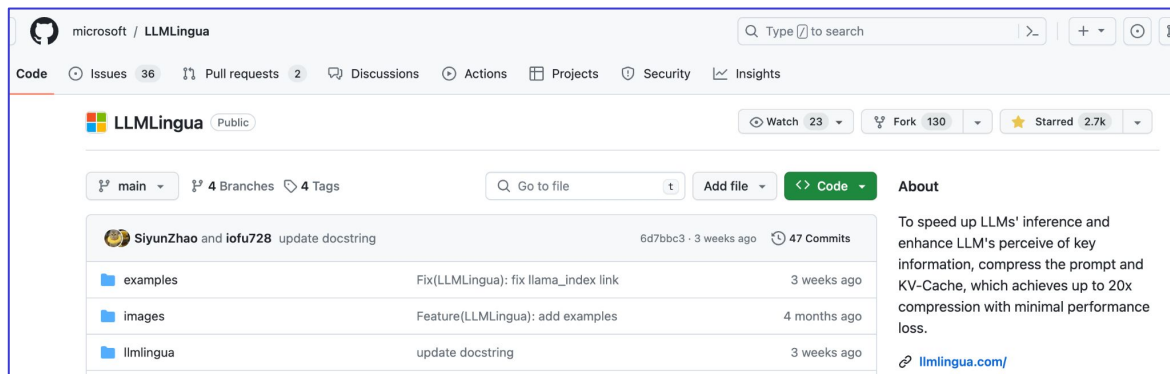 microsoft / LLMLingua
Type / to search
Code Issues 36 Pull requests 2 Discussions Actions Projects Security Insights
LLMLingua Public
Watch 23 Fork 130 Starred 2.7k
main 4 Branches 4 Tags Go to file t Add file Code
SiyunZhao and iofu728 update docstring 6d7bbc3 · 3 weeks ago 47 Commits
examples Fix(LLMLingua): fix llama_index link 3 weeks ago
images Feature(LLMLingua): add examples 4 months ago
llmlingua update docstring 3 weeks ago
About
To speed up LLMs' inference and
enhance LLM's perceive of key
information, compress the prompt and
KV-Cache, which achieves up to 20x
compression with minimal performance
loss.
llmlingua.com/